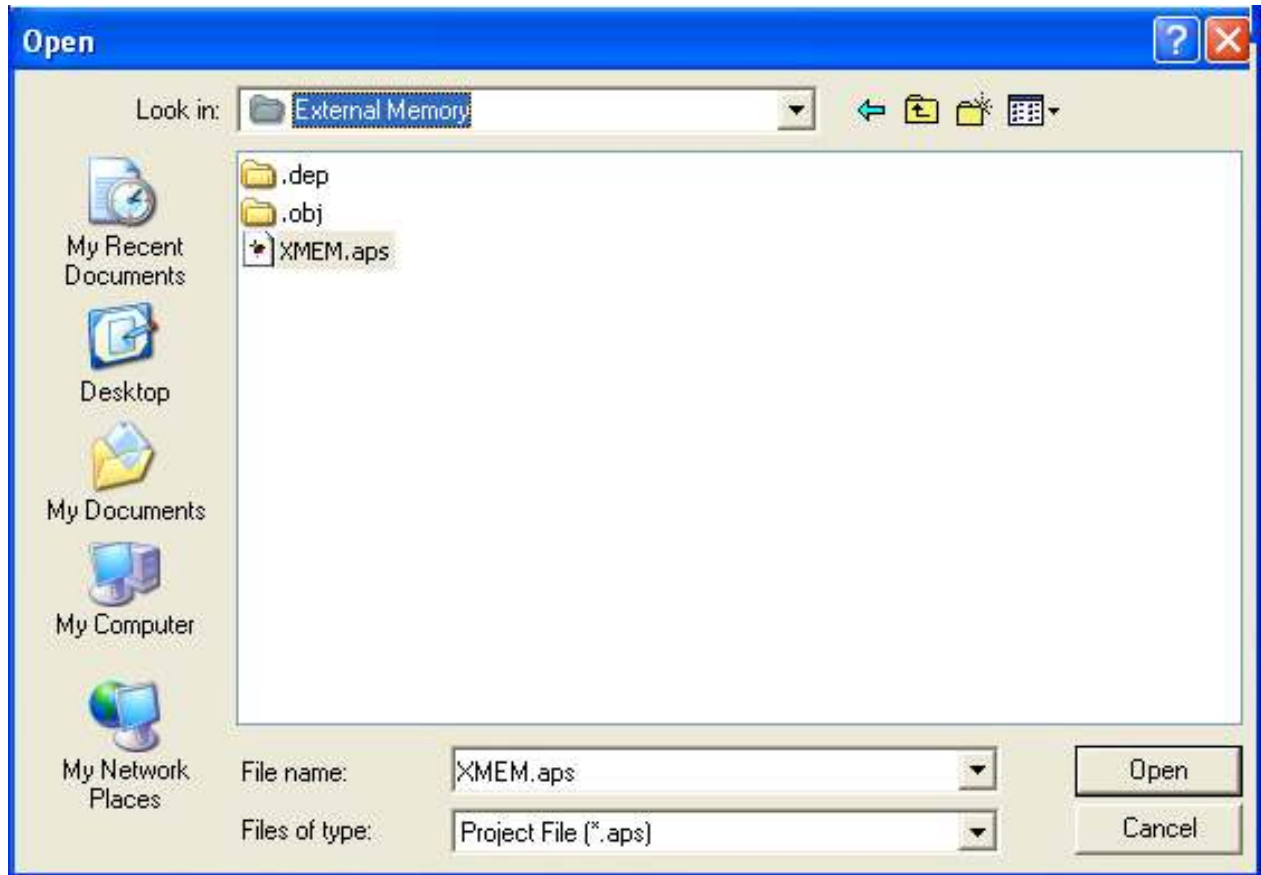 Open
Look in: External Memory
.dep
.obj
XMEM.aps
My Recent
Documents
Desktop
My Documents
My Computer
My Network
Places
File name: XMEM.aps Open
Files of type: Project File (*.aps) Cancel